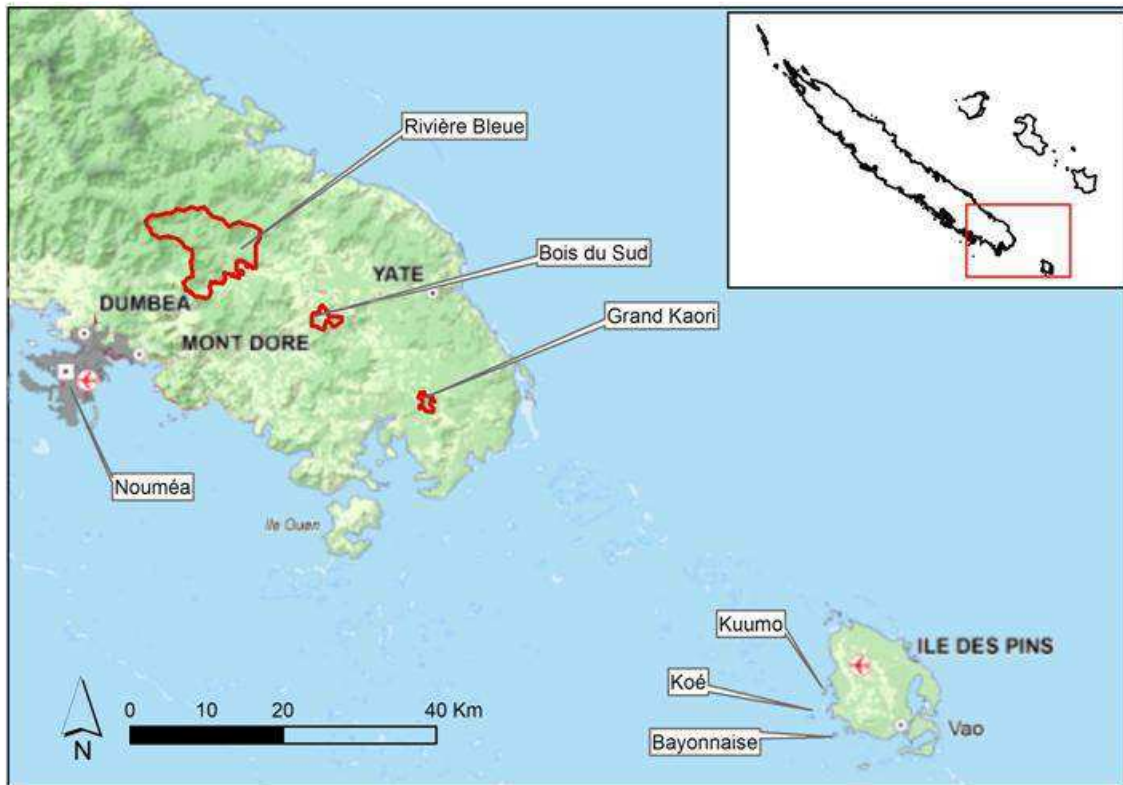 Rivière Bleue
Bois du Sud
YATE
Grand Kaori
DUMBEA
MONT DORE
Nouméa
Ile Ouen
Kuumo
ILE DES PINS
Koé
Vao
Bayonnaise
0 10 20 40 Km
N